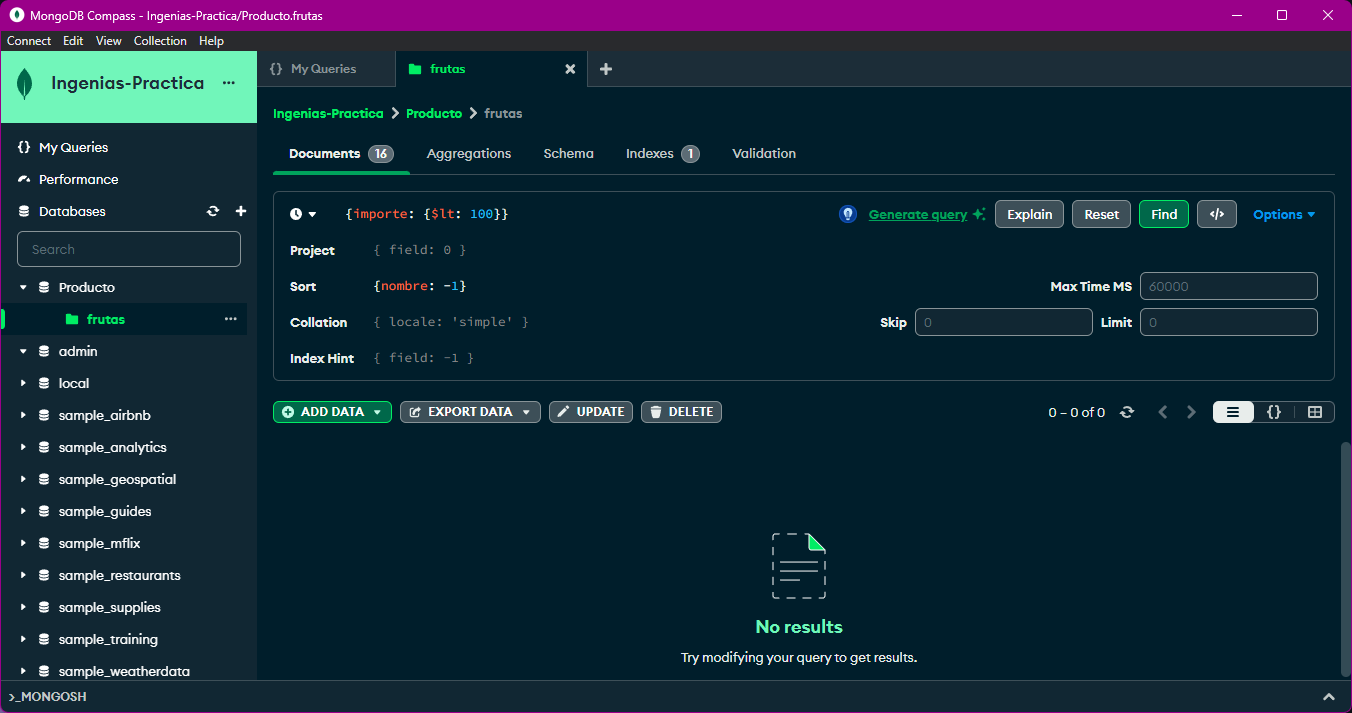 MongoDB Compass - Ingenias-Practica/Producto.frutas
Connect Edit View Collection Help
Ingenias-Practica ...
{} My Queries
frutas
Ingenias-Practica > Producto > frutas
My Queries
Performance
Databases
Search
Producto
frutas
admin
local
sample_airbnb
sample_analytics
sample_geospatial
sample_guides
sample_mflix
sample_restaurants
sample_supplies
sample_training
sample_weatherdata
Documents 16 Aggregations Schema Indexes 1 Validation
{importe: {$lt: 100}}
Generate query Explain Reset Find </> Options
Project { field: 0 }
Sort {nombre: -1} Max Time MS 60000
Collation { locale: 'simple' } Skip 0 Limit 0
Index Hint { field: -1 }
ADD DATA EXPORT DATA UPDATE DELETE 0 – 0 of 0 {}
No results
Try modifying your query to get results.
>_MONGOSH